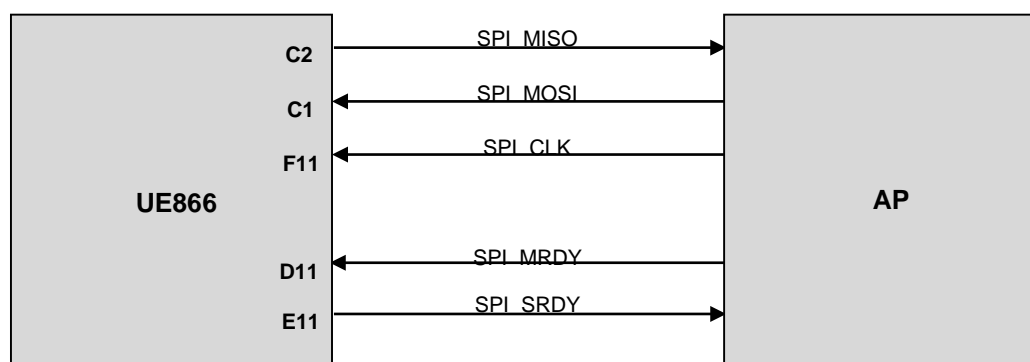 C2 SPI_MISO
C1 SPI_MOSI
F11 SPI_CLK
UE866 AP
D11 SPI_MRDY
E11 SPI_SRDY